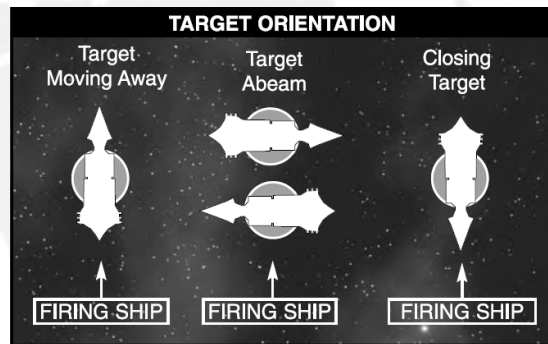 TARGET ORIENTATION
Target
Moving Away
Target
Abeam
Closing
Target
FIRING SHIP
FIRING SHIP
FIRING SHIP